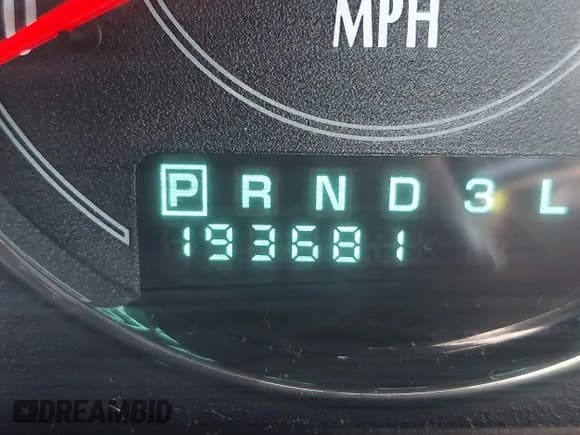 MPH
P R N D 3 L
193681
DREAMBID